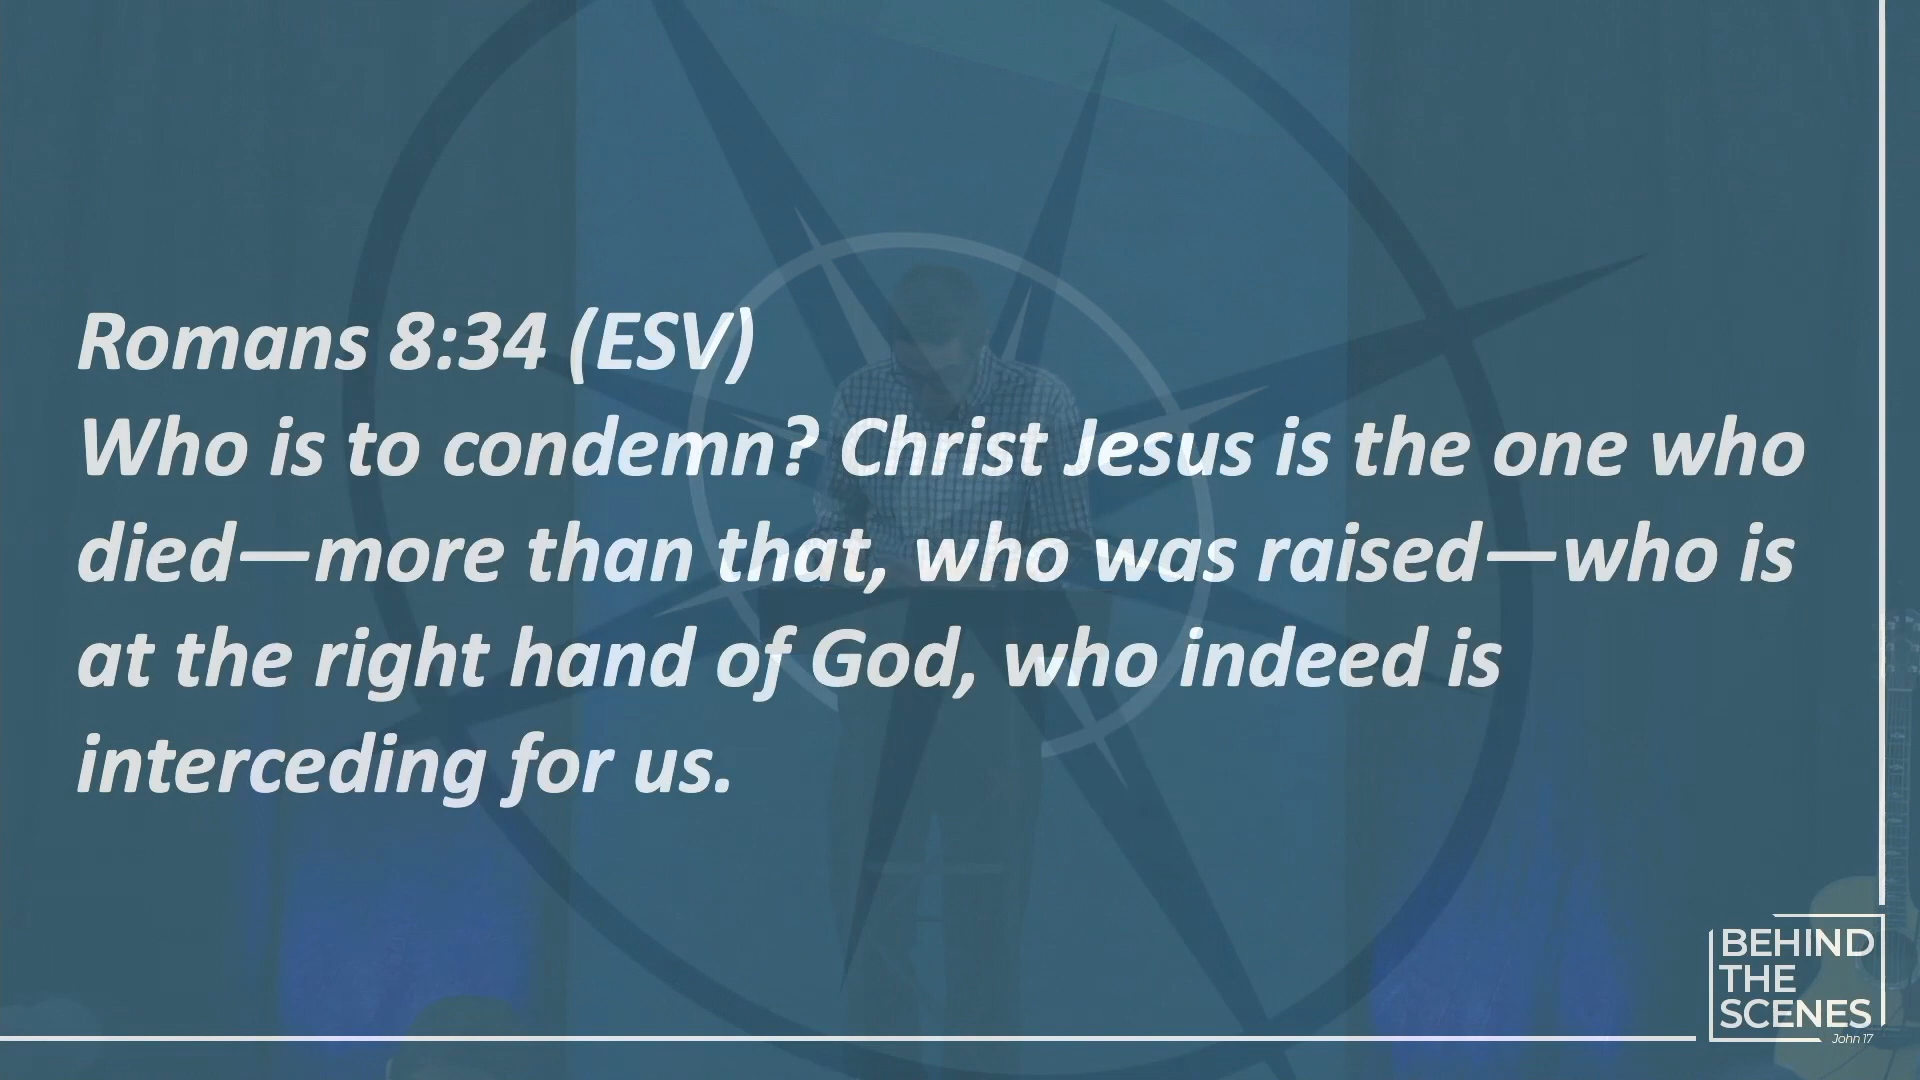 Romans 8:34 (ESV)
Who is to condemn? Christ Jesus is the one who
died—more than that, who was raised—who is
at the right hand of God, who indeed is
interceding for us.
BEHIND
THE
SCENES
John 17